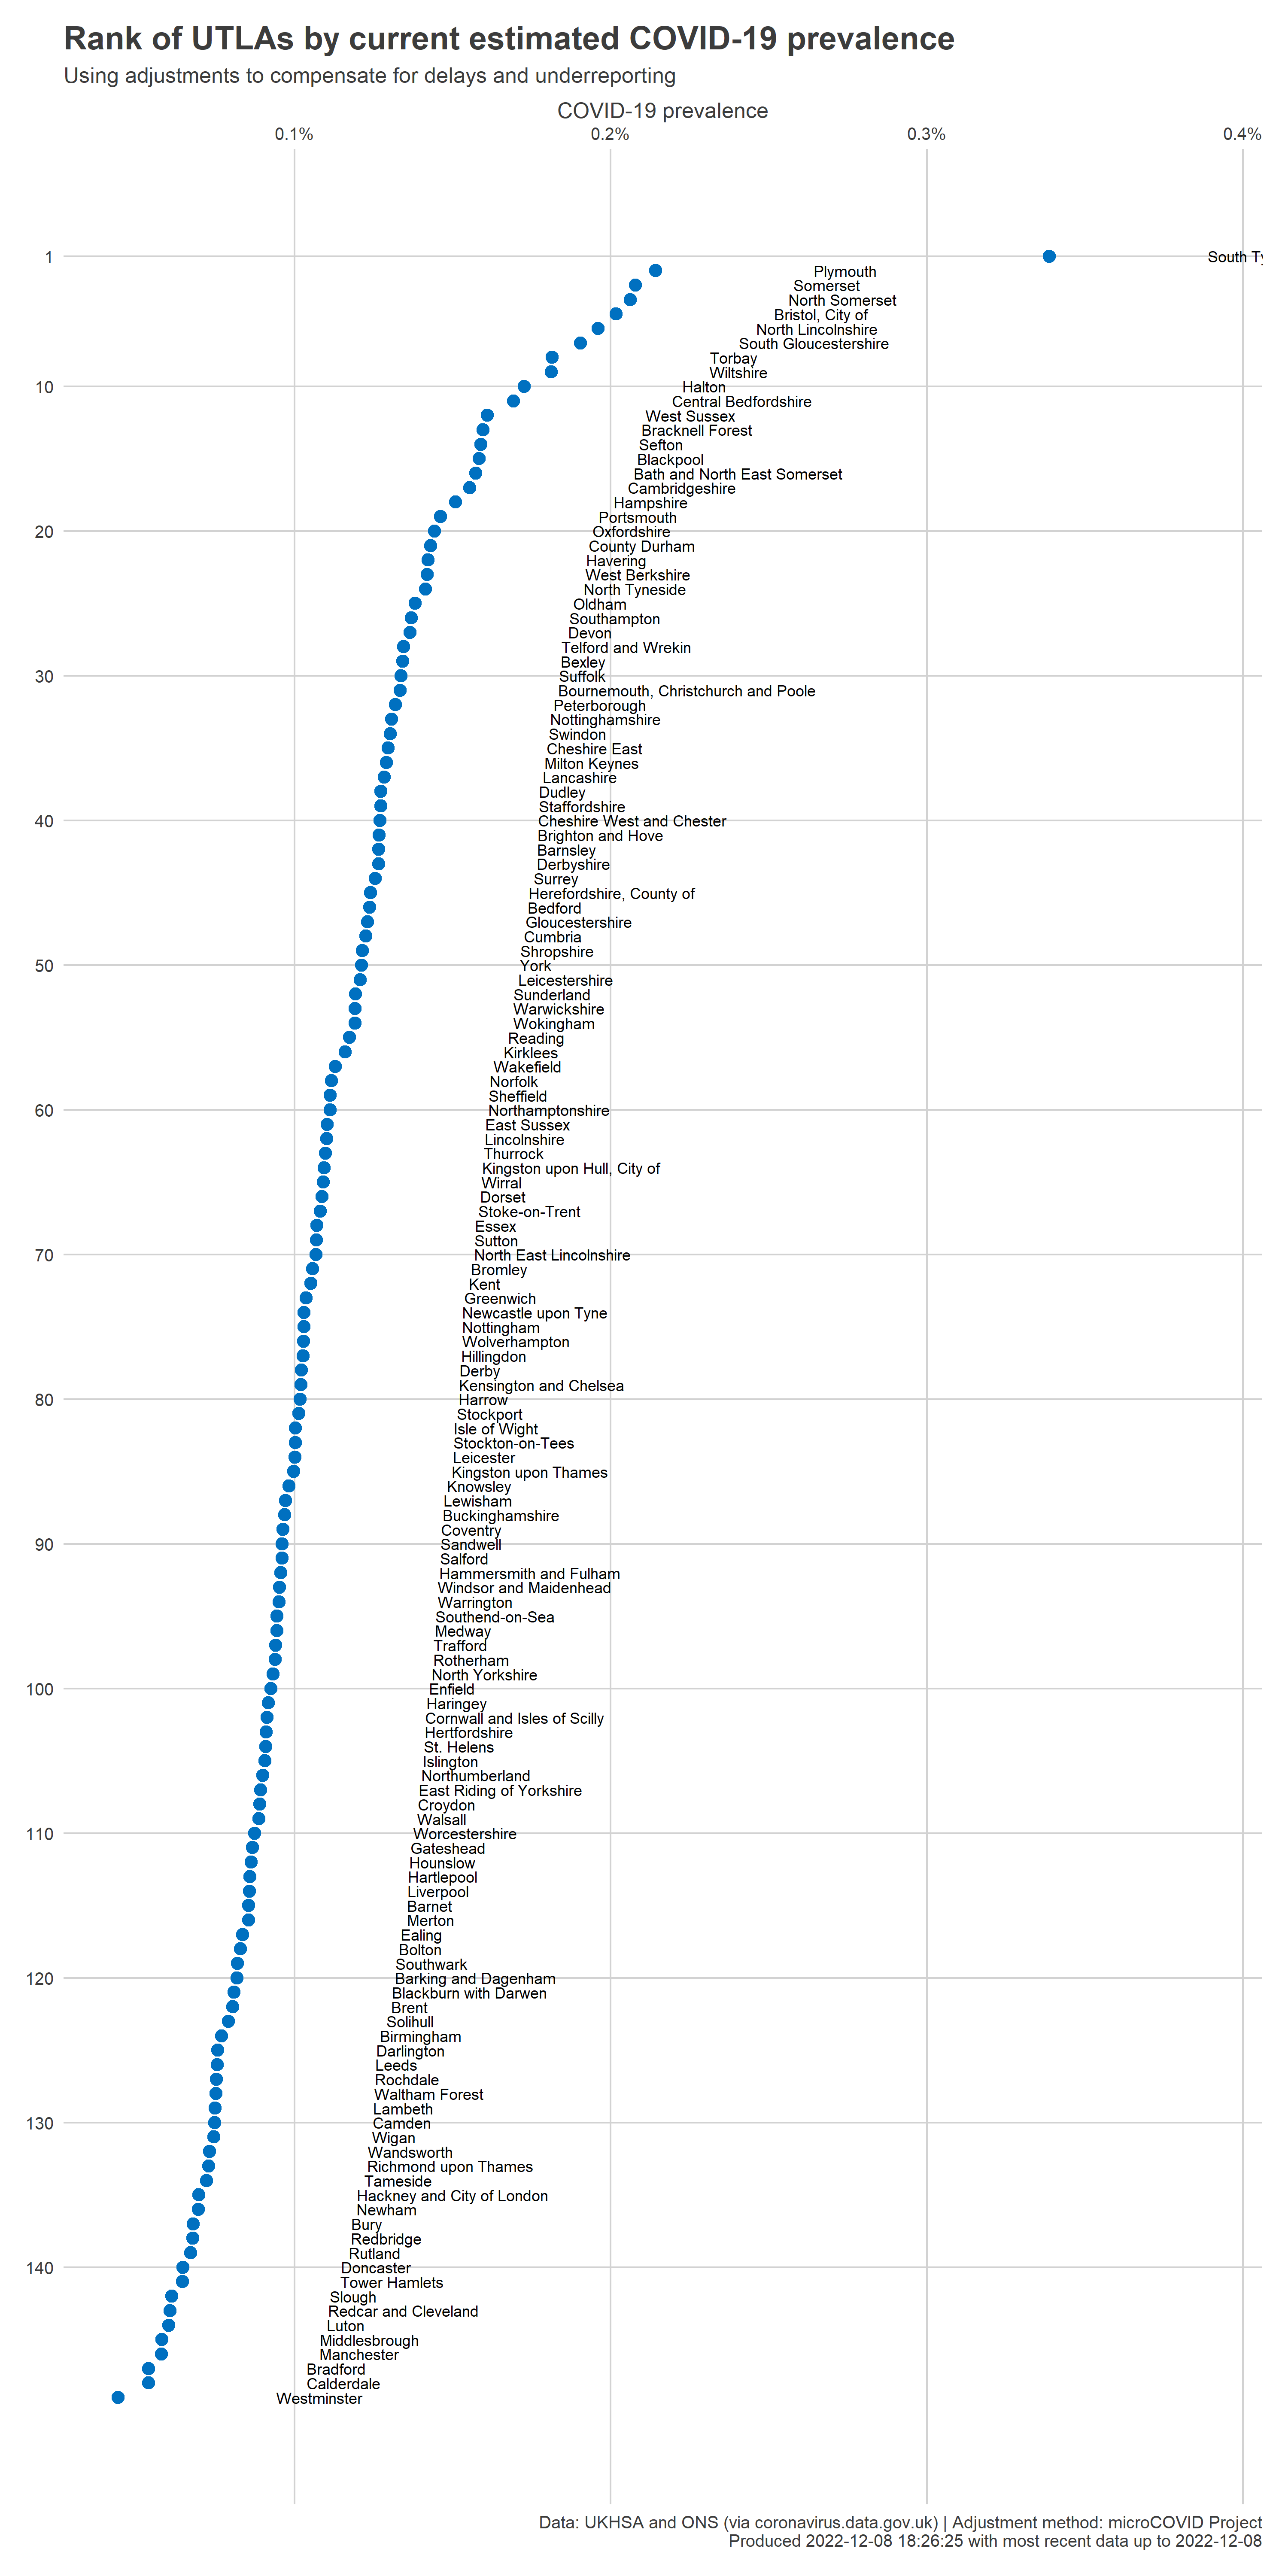 Rank of UTLAs by current estimated COVID-19 prevalence
Using adjustments to compensate for delays and underreporting
COVID-19 prevalence
0.1% 0.2% 0.3% 0.4%
1 South Ty
Plymouth
Somerset
North Somerset
Bristol, City of
North Lincolnshire
South Gloucestershire
Torbay
Wiltshire
10 Halton
Central Bedfordshire
West Sussex
Bracknell Forest
Sefton
Blackpool
Bath and North East Somerset
Cambridgeshire
Hampshire
Portsmouth
20 Oxfordshire
County Durham
Havering
West Berkshire
North Tyneside
Oldham
Southampton
Devon
Telford and Wrekin
Bexley
30 Suffolk
Bournemouth, Christchurch and Poole
Peterborough
Nottinghamshire
Swindon
Cheshire East
Milton Keynes
Lancashire
Dudley
Staffordshire
40 Cheshire West and Chester
Brighton and Hove
Barnsley
Derbyshire
Surrey
Herefordshire, County of
Bedford
Gloucestershire
Cumbria
Shropshire
50 York
Leicestershire
Sunderland
Warwickshire
Wokingham
Reading
Kirklees
Wakefield
Norfolk
Sheffield
60 Northamptonshire
East Sussex
Lincolnshire
Thurrock
Kingston upon Hull, City of
Wirral
Dorset
Stoke-on-Trent
Essex
Sutton
70 North East Lincolnshire
Bromley
Kent
Greenwich
Newcastle upon Tyne
Nottingham
Wolverhampton
Hillingdon
Derby
Kensington and Chelsea
80 Harrow
Stockport
Isle of Wight
Stockton-on-Tees
Leicester
Kingston upon Thames
Knowsley
Lewisham
Buckinghamshire
Coventry
90 Sandwell
Salford
Hammersmith and Fulham
Windsor and Maidenhead
Warrington
Southend-on-Sea
Medway
Trafford
Rotherham
North Yorkshire
100 Enfield
Haringey
Cornwall and Isles of Scilly
Hertfordshire
St. Helens
Islington
Northumberland
East Riding of Yorkshire
Croydon
Walsall
110 Worcestershire
Gateshead
Hounslow
Hartlepool
Liverpool
Barnet
Merton
Ealing
Bolton
Southwark
120 Barking and Dagenham
Blackburn with Darwen
Brent
Solihull
Birmingham
Darlington
Leeds
Rochdale
Waltham Forest
Lambeth
130 Camden
Wigan
Wandsworth
Richmond upon Thames
Tameside
Hackney and City of London
Newham
Bury
Redbridge
Rutland
140 Doncaster
Tower Hamlets
Slough
Redcar and Cleveland
Luton
Middlesbrough
Manchester
Bradford
Calderdale
Westminster
Data: UKHSA and ONS (via coronavirus.data.gov.uk) | Adjustment method: microCOVID Project
Produced 2022-12-08 18:26:25 with most recent data up to 2022-12-08